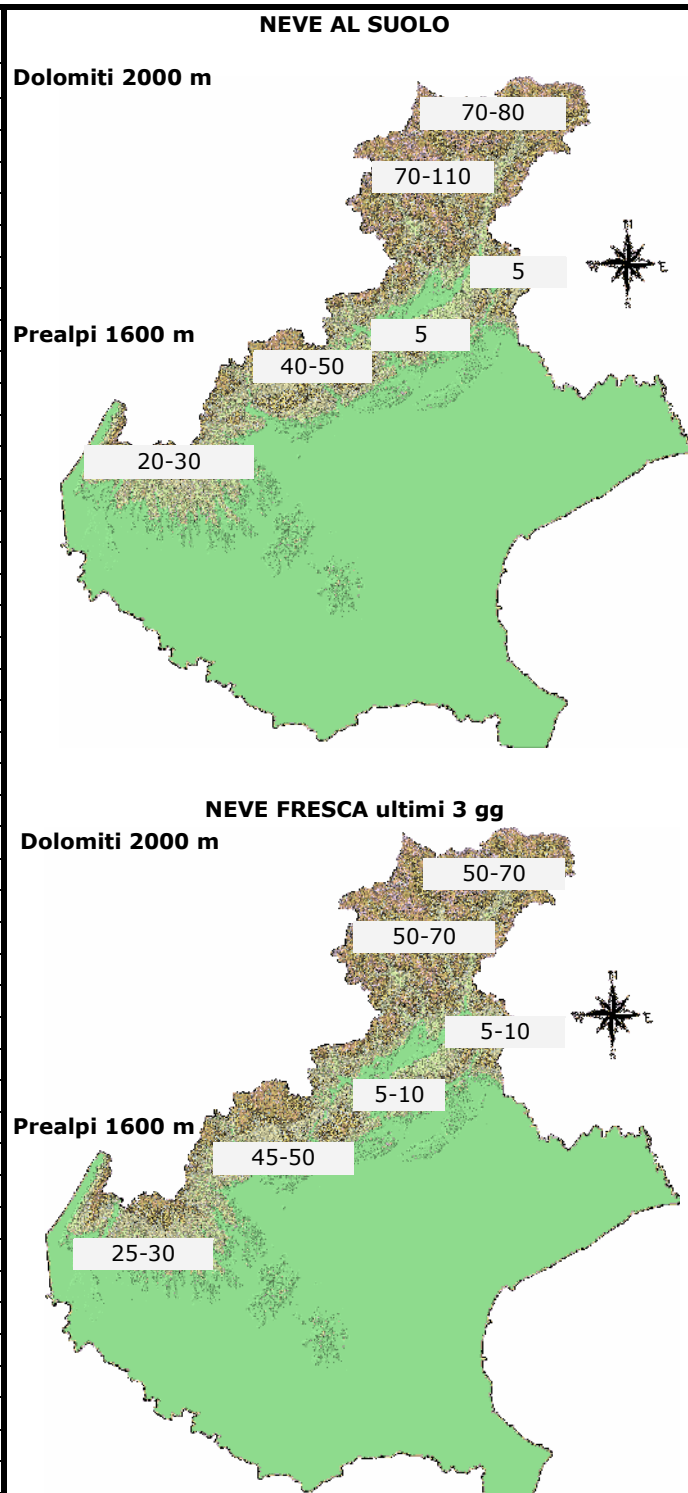 NEVE AL SUOLO
Dolomiti 2000 m
70-80
70-110
N
W E
S
5
Prealpi 1600 m
5
40-50
20-30
NEVE FRESCA ultimi 3 gg
Dolomiti 2000 m
50-70
50-70
N
W E
S
5-10
5-10
Prealpi 1600 m
45-50
25-30